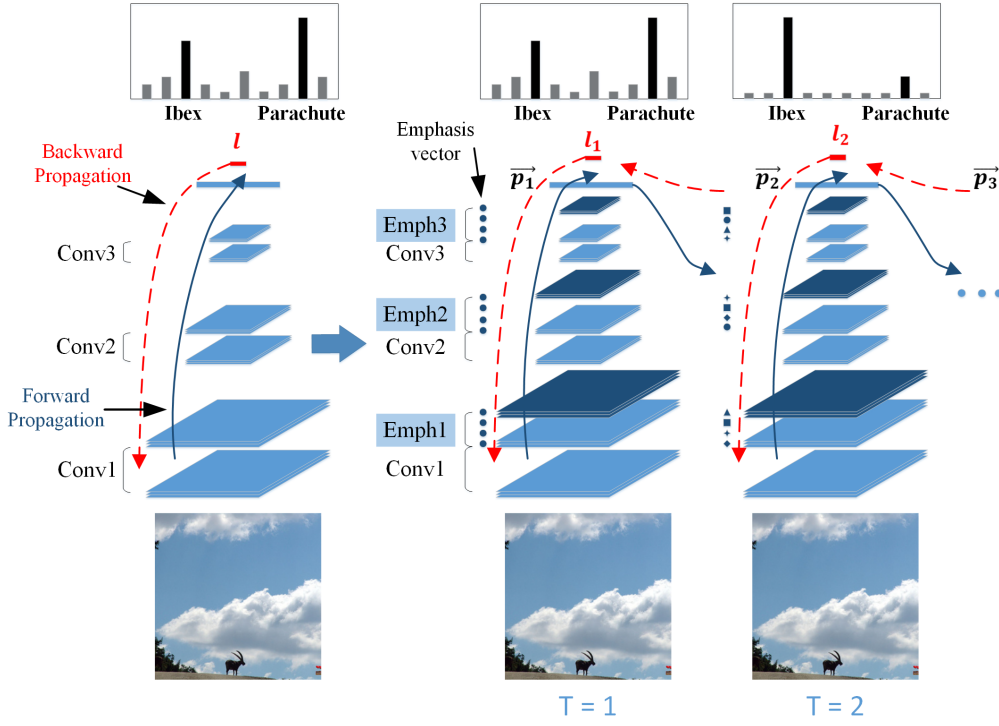 Ibex Parachute
Ibex Parachute
Ibex Parachute
Backward
Propagation
l
Emphasis
vector
l₁
l₂
p₁
p₂
p₃
Conv3
Emph3
Conv3
Conv2
Emph2
Conv2
Forward
Propagation
Conv1
Emph1
Conv1
T = 1
T = 2